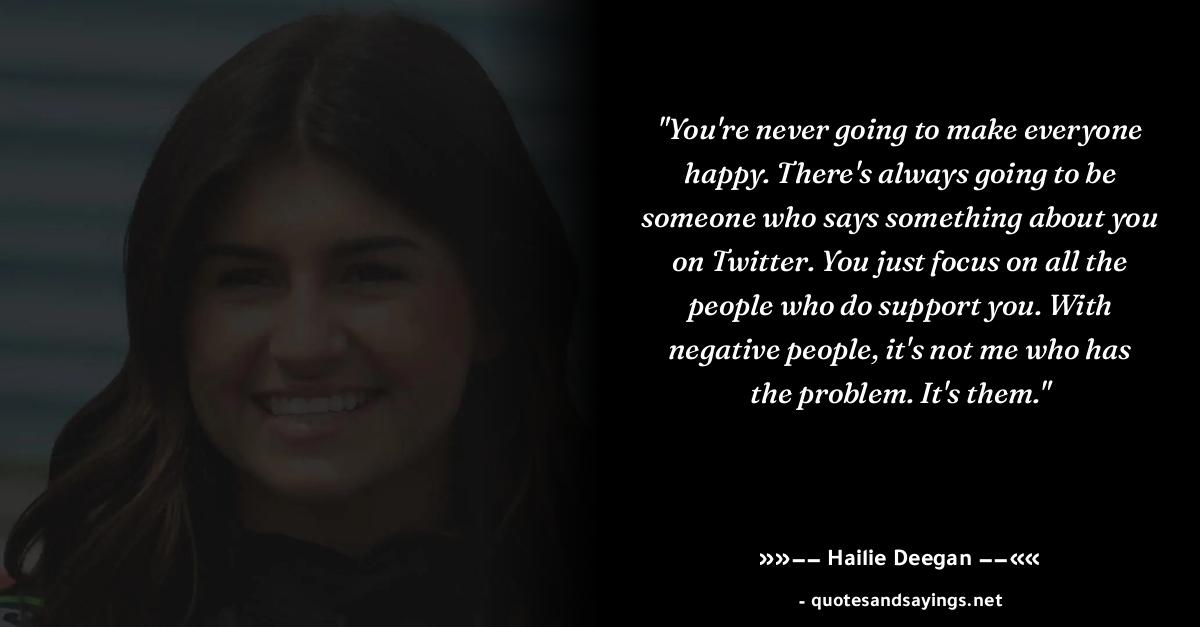 "You're never going to make everyone
happy. There's always going to be
someone who says something about you
on Twitter. You just focus on all the
people who do support you. With
negative people, it's not me who has
the problem. It's them."
»»–– Hailie Deegan ––««
- quotesandsayings.net